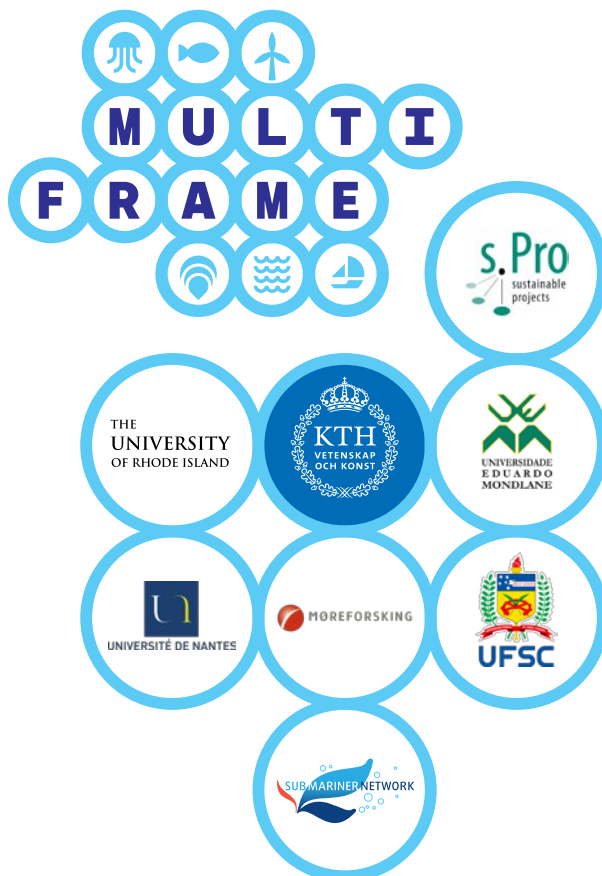 MULTI
FRAME
s.Pro
sustainable
projects
THE
UNIVERSITY
OF RHODE ISLAND
KTH
VETENSKAP
OCH KONST
UNIVERSIDADE
EDUARDO
MONDLANE
UNIVERSITÉ DE NANTES
MØREFORSKING
UFSC
SUBMARINER NETWORK